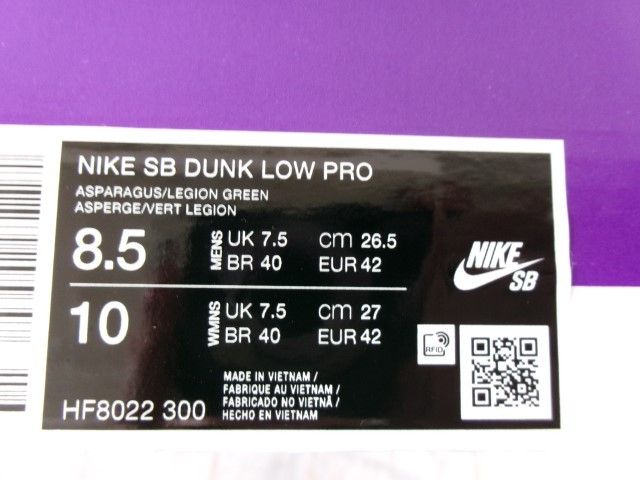 NIKE SB DUNK LOW PRO
ASPARAGUS/LEGION GREEN
ASPERGE/VERT LEGION
8.5 MENS UK 7.5 cm 26.5
BR 40 EUR 42
10 WMNS UK 7.5 cm 27
BR 40 EUR 42
NIKE
SB
RFID
MADE IN VIETNAM /
FABRIQUE AU VIETNAM /
FABRICADO NO VIETNÃ /
HECHO EN VIETNAM
HF8022 300